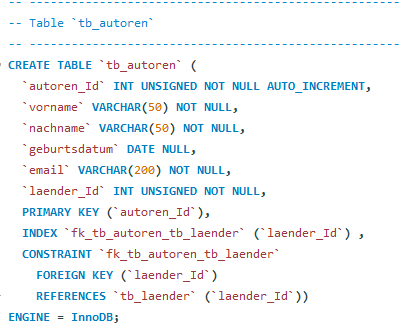 -- -----------------------------------------------------
-- Table `tb_autoren`
-- -----------------------------------------------------
CREATE TABLE `tb_autoren` (
  `autoren_Id` INT UNSIGNED NOT NULL AUTO_INCREMENT,
  `vorname` VARCHAR(50) NOT NULL,
  `nachname` VARCHAR(50) NOT NULL,
  `geburtsdatum` DATE NULL,
  `email` VARCHAR(200) NOT NULL,
  `laender_Id` INT UNSIGNED NOT NULL,
  PRIMARY KEY (`autoren_Id`),
  INDEX `fk_tb_autoren_tb_laender` (`laender_Id`) ,
  CONSTRAINT `fk_tb_autoren_tb_laender`
    FOREIGN KEY (`laender_Id`)
    REFERENCES `tb_laender` (`laender_Id`))
ENGINE = InnoDB;